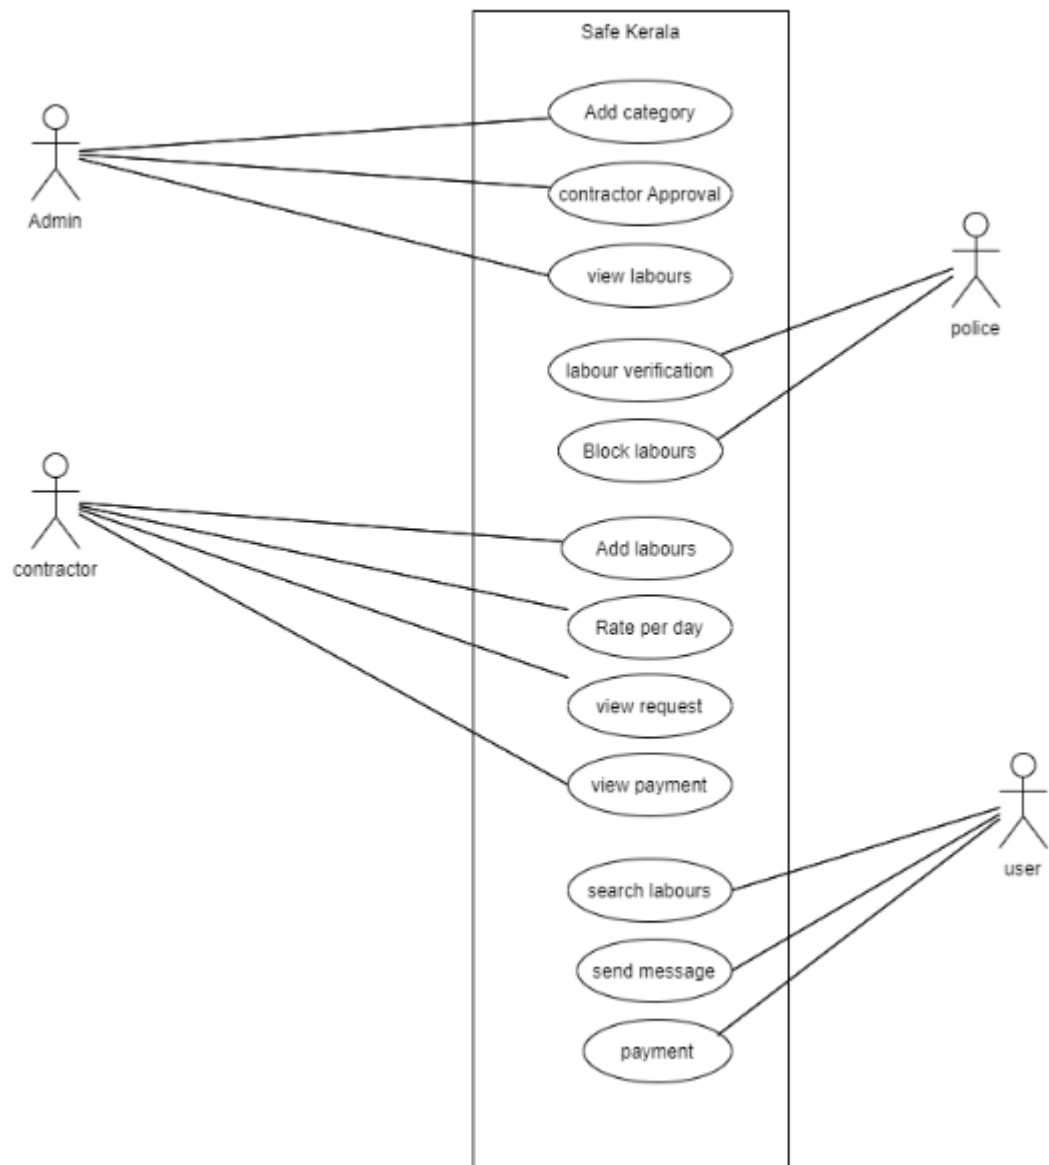 Safe Kerala
Add category
Admin
contractor Approval
view labours
police
labour verification
Block labours
contractor
Add labours
Rate per day
view request
view payment
user
search labours
send message
payment